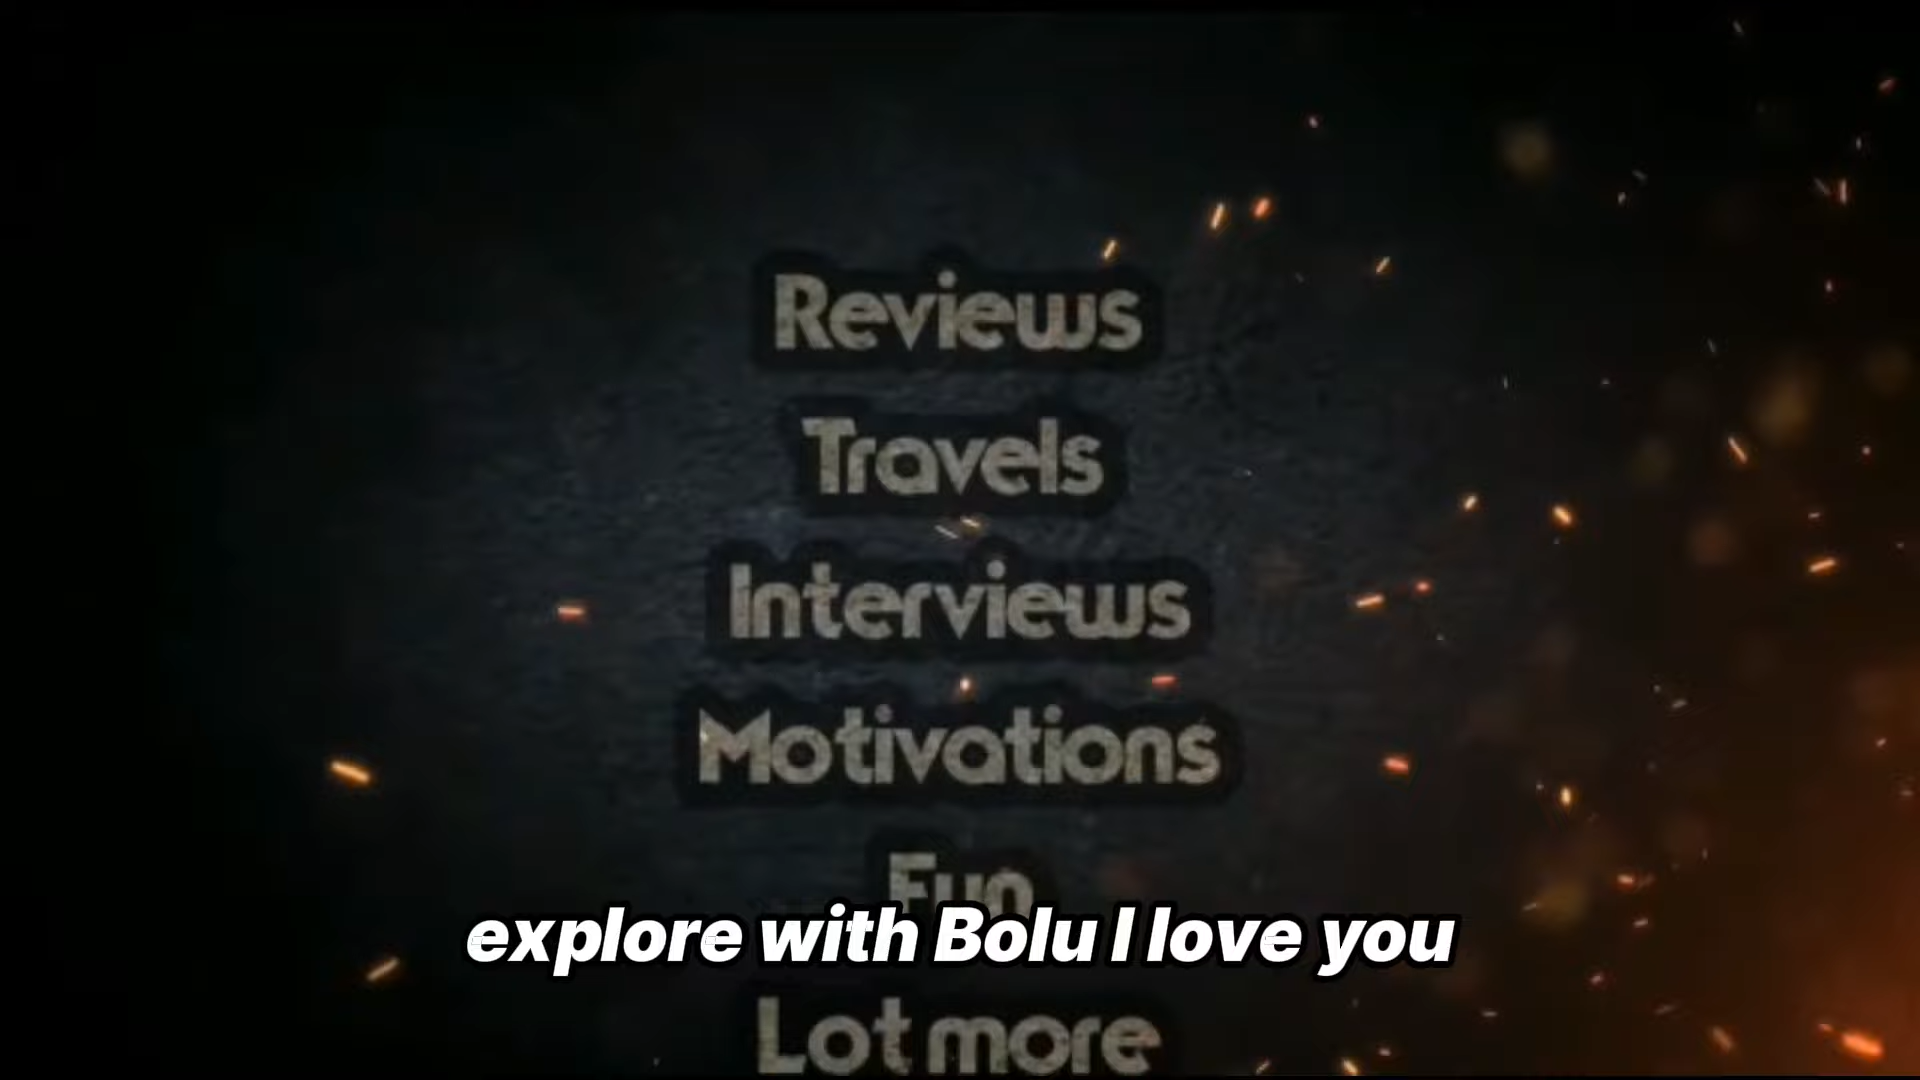 Reviews
Travels
Interviews
Motivations
Fun
explore with Bolu I love you
Lot more